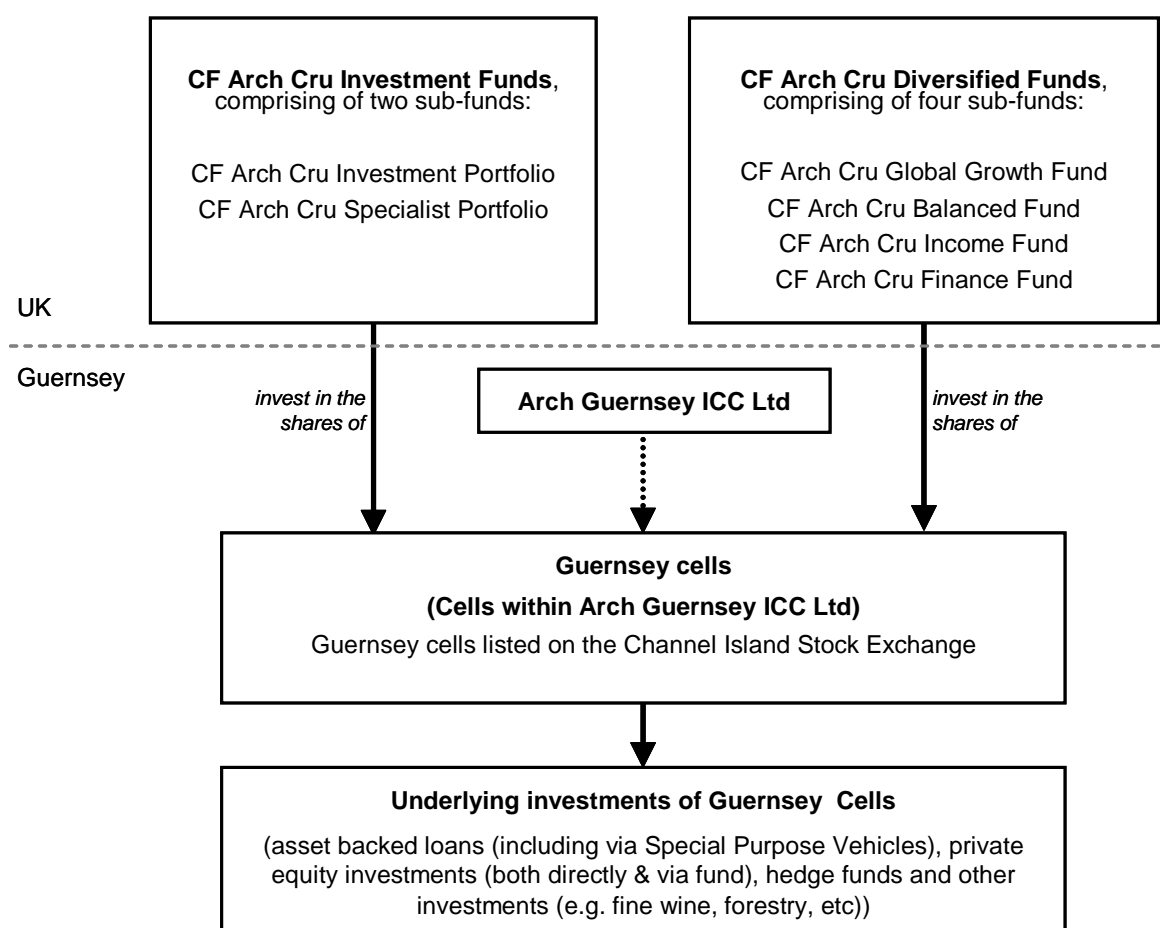 CF Arch Cru Investment Funds,
comprising of two sub-funds:
CF Arch Cru Investment Portfolio
CF Arch Cru Specialist Portfolio
CF Arch Cru Diversified Funds,
comprising of four sub-funds:
CF Arch Cru Global Growth Fund
CF Arch Cru Balanced Fund
CF Arch Cru Income Fund
CF Arch Cru Finance Fund
UK
Guernsey
invest in the
shares of
Arch Guernsey ICC Ltd
invest in the
shares of
Guernsey cells
(Cells within Arch Guernsey ICC Ltd)
Guernsey cells listed on the Channel Island Stock Exchange
Underlying investments of Guernsey Cells
(asset backed loans (including via Special Purpose Vehicles), private
equity investments (both directly & via fund), hedge funds and other
investments (e.g. fine wine, forestry, etc))